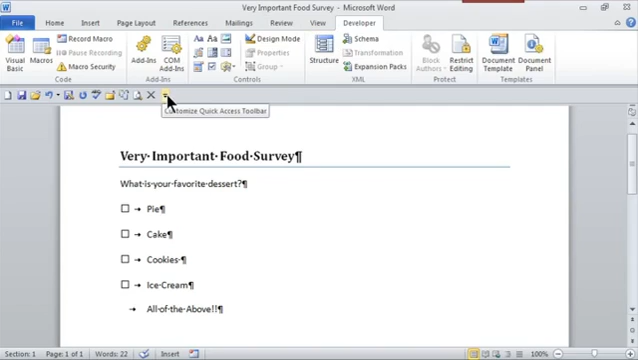 Very Important Food Survey - Microsoft Word
File Home Insert Page Layout References Mailings Review View Developer
Visual Basic
Macros
Record Macro
Macro Security
Code
Add-Ins
COM Add-Ins
Add-Ins
Aa Aa
Design Mode
Properties
Group
Controls
Structure
Schema
Transformation
Expansion Packs
XML
Block Authors
Restrict Editing
Protect
Document Template
Templates
Document Panel
Customize Quick Access Toolbar
Very·Important·Food·Survey¶
What·is·your·favorite·dessert?¶
☐ → Pie¶
☐ → Cake¶
☐ → Cookies·¶
☐ → Ice·Cream¶
→ All·of·the·Above!!¶
Section: 1 Page: 1 of 1 Words: 22 Insert 100%